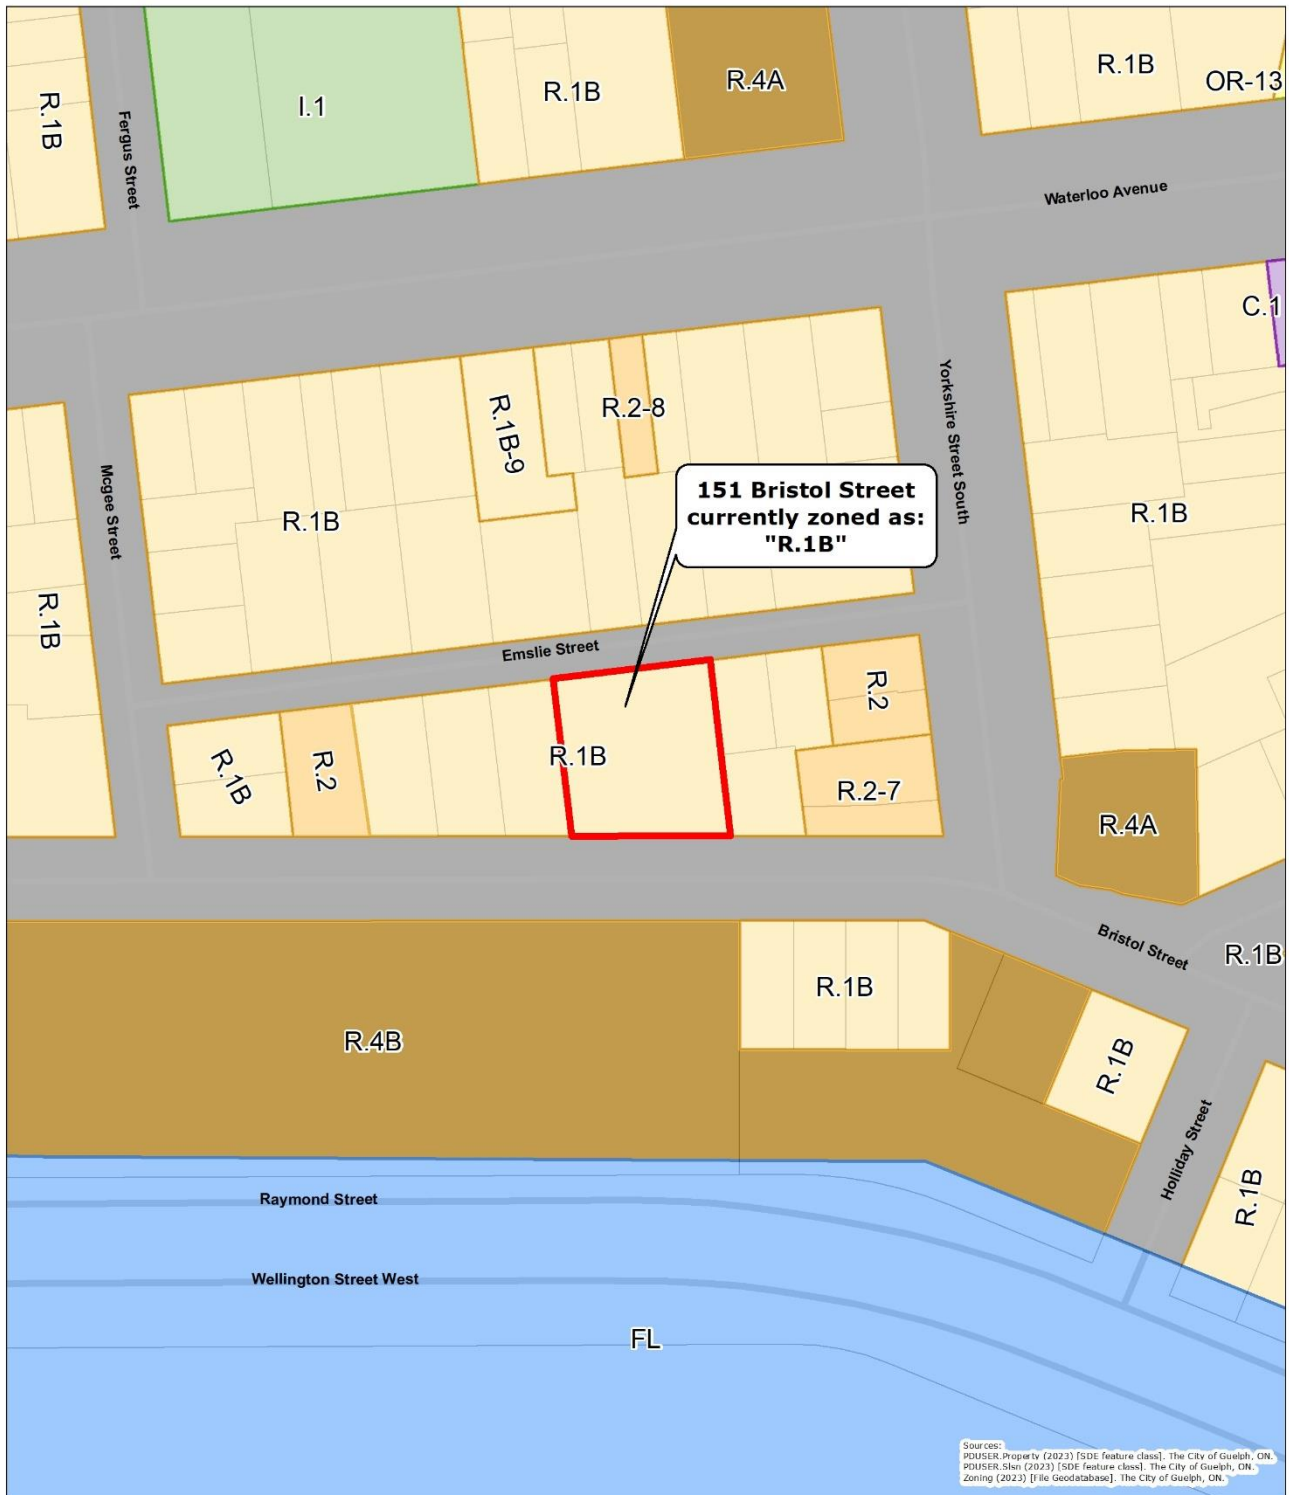 R.1B
Fergus Street
I.1
R.1B
R.4A
R.1B
OR-13
Waterloo Avenue
C.1
Mcgee Street
R.1B
R.1B
R.1B-9
R.2-8
Yorkshire Street South
R.1B
151 Bristol Street
currently zoned as:
"R.1B"
Emslie Street
R.1B
R.2
R.1B
R.2
R.2-7
R.4A
Bristol Street
R.1B
R.4B
R.1B
R.1B
Holliday Street
R.1B
Raymond Street
Wellington Street West
FL
Sources:
PDUSER.Property (2023) [SDE feature class]. The City of Guelph, ON.
PDUSER.Slsn (2023) [SDE feature class]. The City of Guelph, ON.
Zoning (2023) [File Geodatabase]. The City of Guelph, ON.